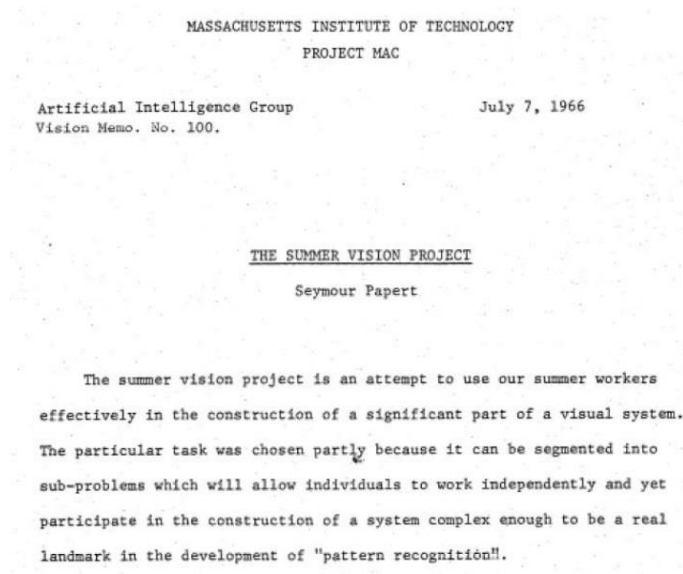 MASSACHUSETTS INSTITUTE OF TECHNOLOGY
PROJECT MAC
Artificial Intelligence Group July 7, 1966
Vision Memo. No. 100.
THE SUMMER VISION PROJECT
Seymour Papert
The summer vision project is an attempt to use our summer workers
effectively in the construction of a significant part of a visual system.
The particular task was chosen partly because it can be segmented into
sub-problems which will allow individuals to work independently and yet
participate in the construction of a system complex enough to be a real
landmark in the development of "pattern recognition".